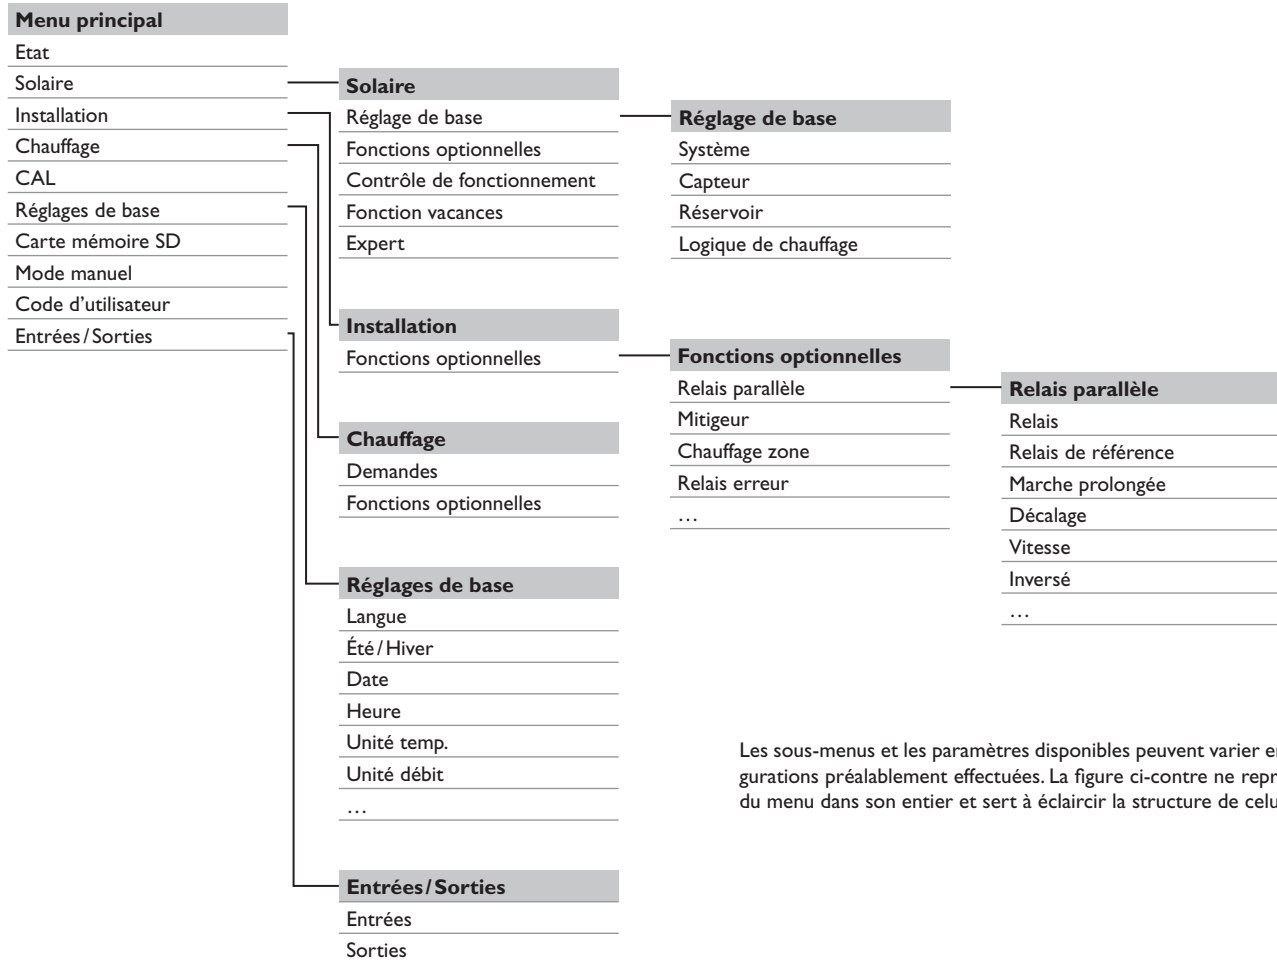 Menu principal
Etat
Solaire
Installation
Chauffage
CAL
Réglages de base
Carte mémoire SD
Mode manuel
Code d’utilisateur
Entrées / Sorties
Solaire
Réglage de base
Fonctions optionnelles
Contrôle de fonctionnement
Fonction vacances
Expert
Réglage de base
Système
Capteur
Réservoir
Logique de chauffage
Installation
Fonctions optionnelles
Fonctions optionnelles
Relais parallèle
Mitigeur
Chauffage zone
Relais erreur
…
Relais parallèle
Relais
Relais de référence
Marche prolongée
Décalage
Vitesse
Inversé
…
Chauffage
Demandes
Fonctions optionnelles
Réglages de base
Langue
Été / Hiver
Date
Heure
Unité temp.
Unité débit
…
Entrées / Sorties
Entrées
Sorties
Les sous-menus et les paramètres disponibles peuvent varier
gurations préalablement effectuées. La figure ci-contre ne
du menu dans son entier et sert à éclaircir la structure de